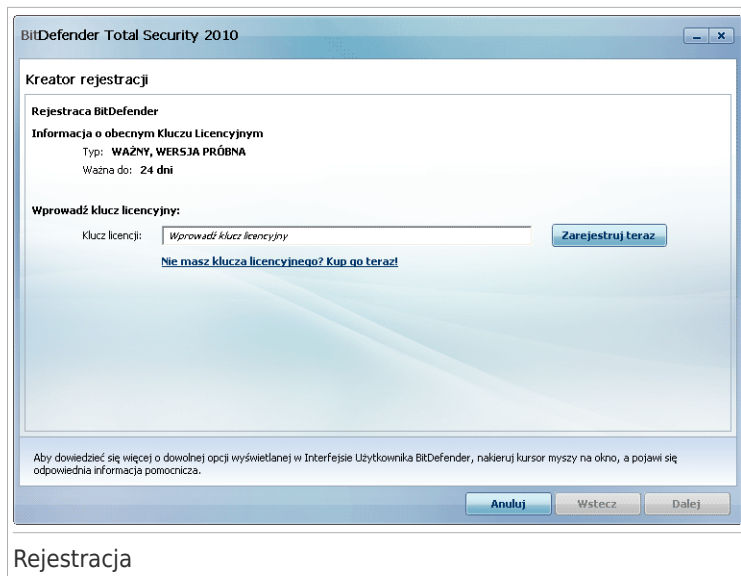 BitDefender Total Security 2010
Kreator rejestracji
Rejestraca BitDefender
Informacja o obecnym Kluczu Licencyjnym
Typ: WAŻNY, WERSJA PRÓBNA
Ważna do: 24 dni
Wprowadź klucz licencyjny:
Klucz licencji: Wprowadź klucz licencyjny Zarejestruj teraz
Nie masz klucza licencyjnego? Kup go teraz!
Aby dowiedzieć się więcej o dowolnej opcji wyświetlanej w Interfejsie Użytkownika BitDefender, nakieruj kursor myszy na okno, a pojawi się
odpowiednia informacja pomocnicza.
Anuluj Wstecz Dalej
Rejestracja